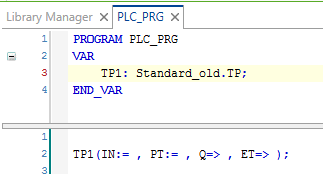 Library Manager PLC_PRG ×
1 PROGRAM PLC_PRG
2 VAR
3 TP1: Standard_old.TP;
4 END_VAR
1
2 TP1(IN:= , PT:= , Q=> , ET=> );